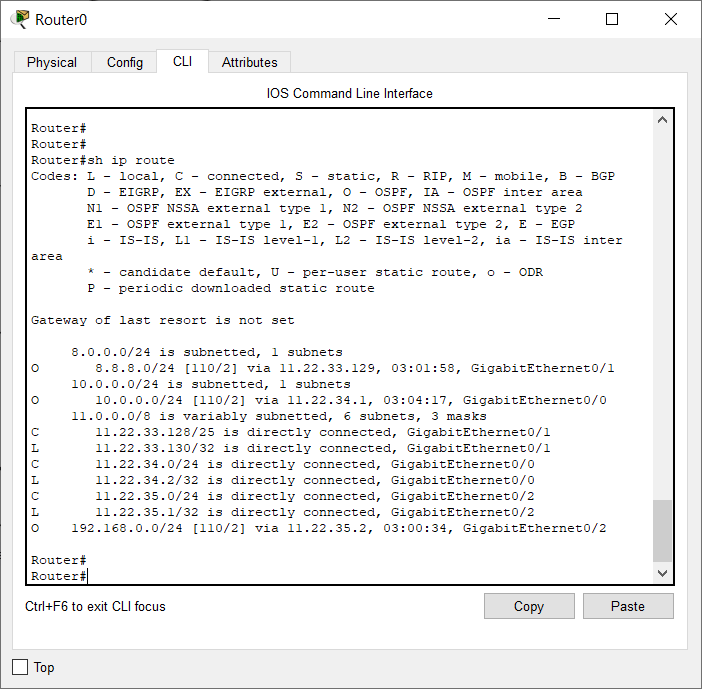 Router0
Physical Config CLI Attributes
IOS Command Line Interface
Router#
Router#
Router#sh ip route
Codes: L - local, C - connected, S - static, R - RIP, M - mobile, B - BGP
       D - EIGRP, EX - EIGRP external, O - OSPF, IA - OSPF inter area
       N1 - OSPF NSSA external type 1, N2 - OSPF NSSA external type 2
       E1 - OSPF external type 1, E2 - OSPF external type 2, E - EGP
       i - IS-IS, L1 - IS-IS level-1, L2 - IS-IS level-2, ia - IS-IS inter
area
       * - candidate default, U - per-user static route, o - ODR
       P - periodic downloaded static route
Gateway of last resort is not set
     8.0.0.0/24 is subnetted, 1 subnets
O       8.8.8.0/24 [110/2] via 11.22.33.129, 03:01:58, GigabitEthernet0/1
     10.0.0.0/24 is subnetted, 1 subnets
O       10.0.0.0/24 [110/2] via 11.22.34.1, 03:04:17, GigabitEthernet0/0
     11.0.0.0/8 is variably subnetted, 6 subnets, 3 masks
C       11.22.33.128/25 is directly connected, GigabitEthernet0/1
L       11.22.33.130/32 is directly connected, GigabitEthernet0/1
C       11.22.34.0/24 is directly connected, GigabitEthernet0/0
L       11.22.34.2/32 is directly connected, GigabitEthernet0/0
C       11.22.35.0/24 is directly connected, GigabitEthernet0/2
L       11.22.35.1/32 is directly connected, GigabitEthernet0/2
O    192.168.0.0/24 [110/2] via 11.22.35.2, 03:00:34, GigabitEthernet0/2
Router#
Router#
Ctrl+F6 to exit CLI focus Copy Paste
Top